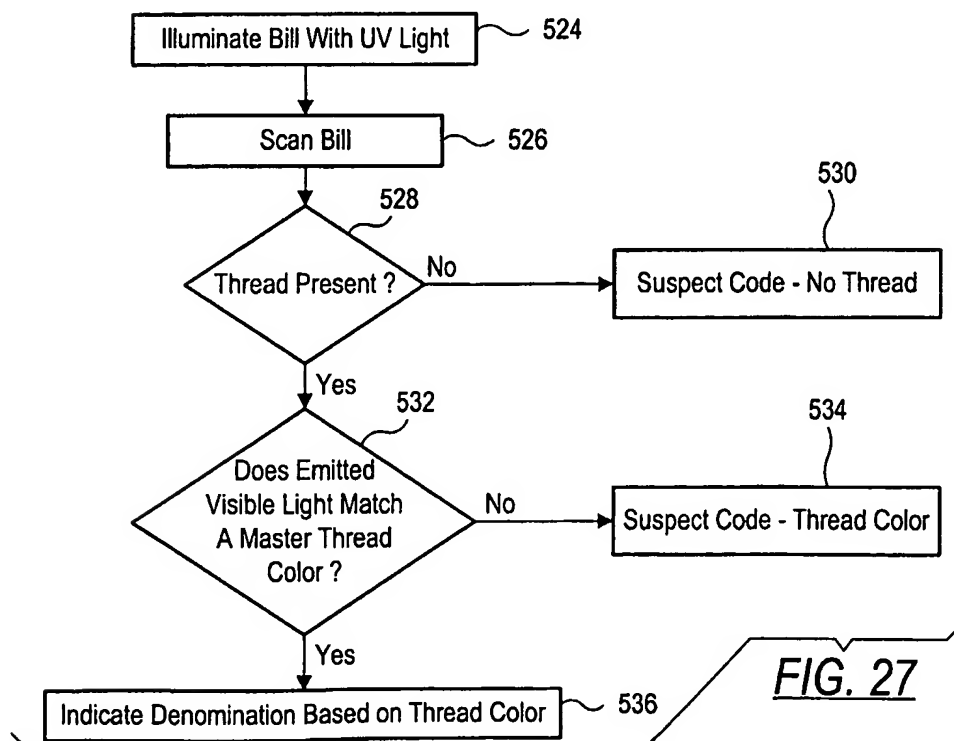 Illuminate Bill With UV Light
524
Scan Bill
526
528
Thread Present ?
No
530
Suspect Code - No Thread
Yes
532
Does Emitted
Visible Light Match
A Master Thread
Color ?
No
534
Suspect Code - Thread Color
Yes
Indicate Denomination Based on Thread Color
536
FIG. 27